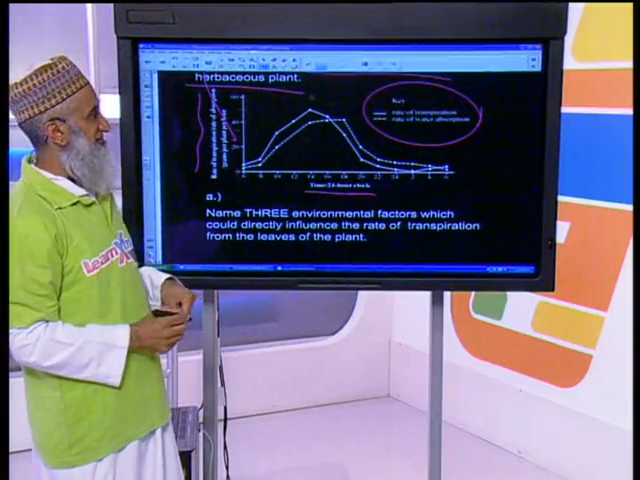 herbaceous plant.
Key
rate of transpiration
rate of water absorption
Time/24-hour clock
a.)
Name THREE environmental factors which
could directly influence the rate of transpiration
from the leaves of the plant.
Learn